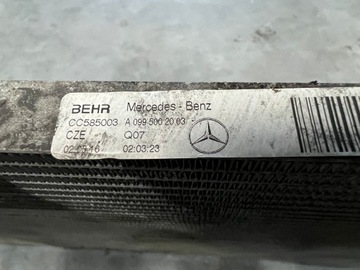 BEHR Mercedes-Benz
CC585003 A 099 500 20 03
CZE Q07
02:03:23